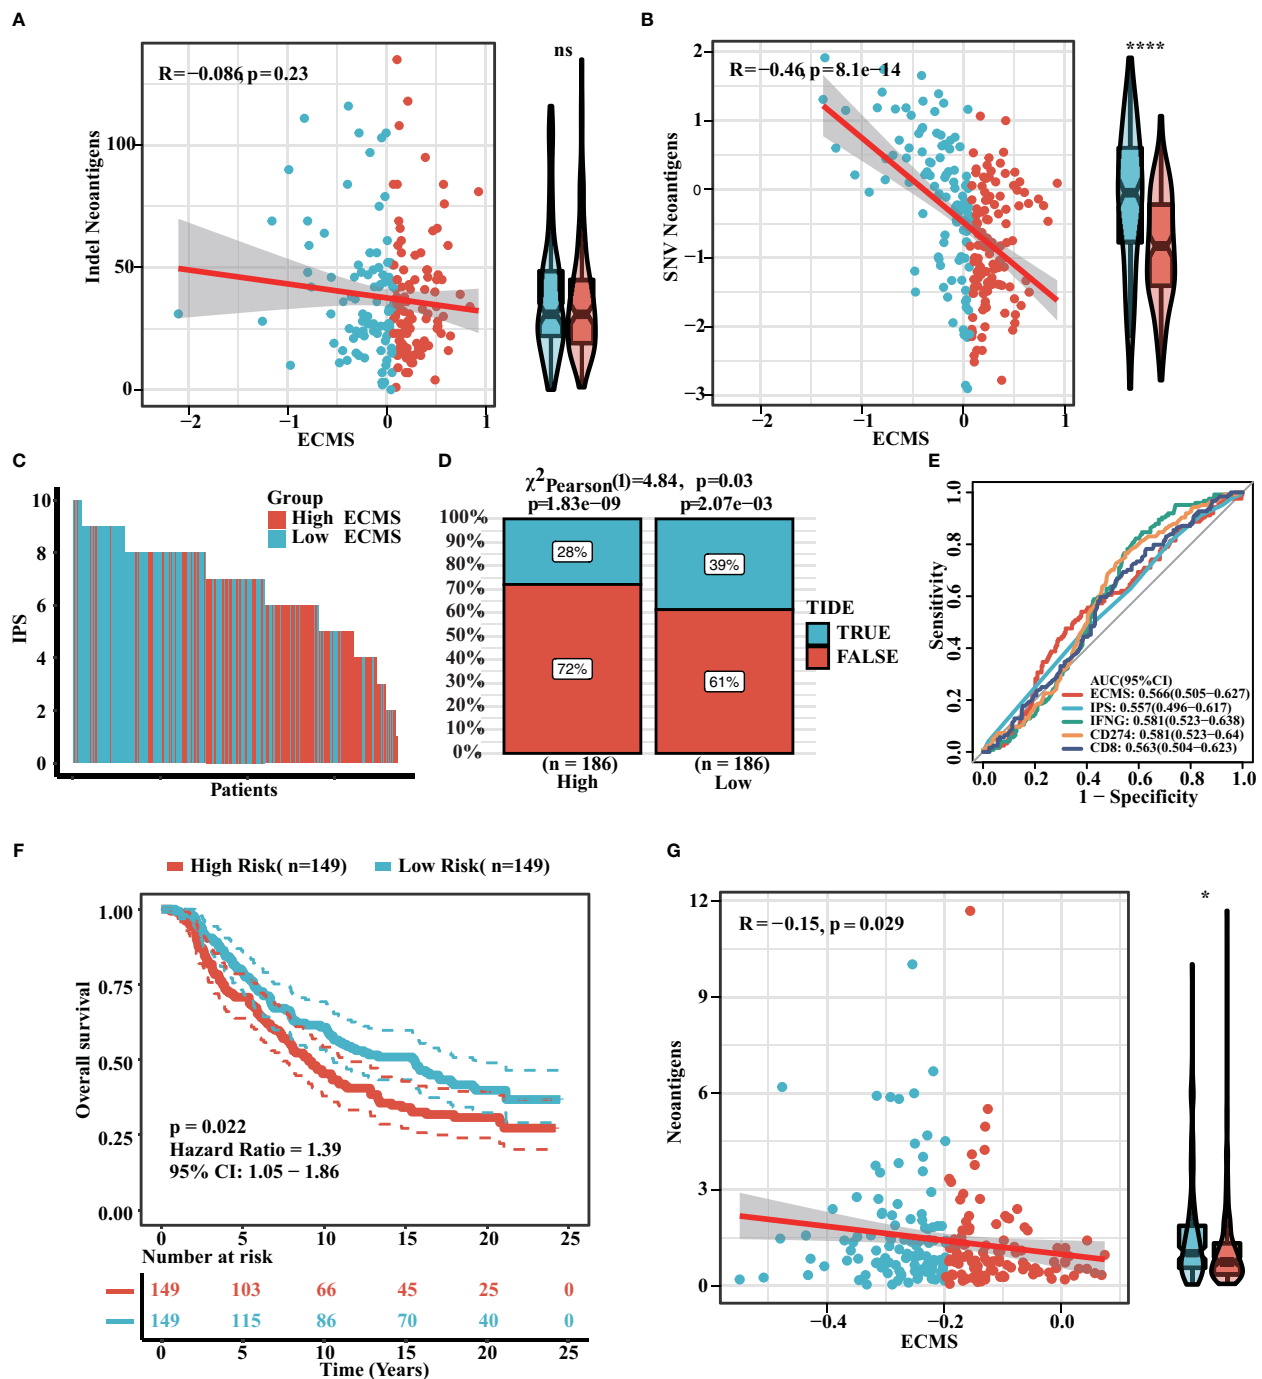 A
R=−0.086, p=0.23
ns
Indel Neoantigens
100
50
0
−2
−1
0
1
ECMS
B
R=−0.46, p=8.1e−14
****
SNV Neoantigens
2
1
0
−1
−2
−3
−2
−1
0
1
ECMS
C
Group
High ECMS
Low ECMS
IPS
10
8
6
4
2
0
Patients
D
χ²Pearson(1)=4.84, p=0.03
p=1.83e−09
p=2.07e−03
100%
90%
80%
70%
60%
50%
40%
30%
20%
10%
0%
28%
39%
72%
61%
TIDE
TRUE
FALSE
(n = 186)
High
(n = 186)
Low
E
Sensitivity
1.0
0.8
0.6
0.4
0.2
0.0
AUC(95%CI)
ECMS: 0.566(0.505−0.627)
IPS: 0.557(0.496−0.617)
IFNG: 0.581(0.523−0.638)
CD274: 0.581(0.523−0.64)
CD8: 0.563(0.504−0.623)
0.0 0.2 0.4 0.6 0.8 1.0
1 − Specificity
F
High Risk( n=149)
Low Risk( n=149)
Overall survival
1.00
0.75
0.50
0.25
0.00
p = 0.022
Hazard Ratio = 1.39
95% CI: 1.05 − 1.86
0 5 10 15 20 25
Number at risk
149 103 66 45 25 0
149 115 86 70 40 0
0 5 10 15 20 25
Time (Years)
G
R=−0.15, p = 0.029
*
Neoantigens
12
9
6
3
0
−0.4
−0.2
0.0
ECMS